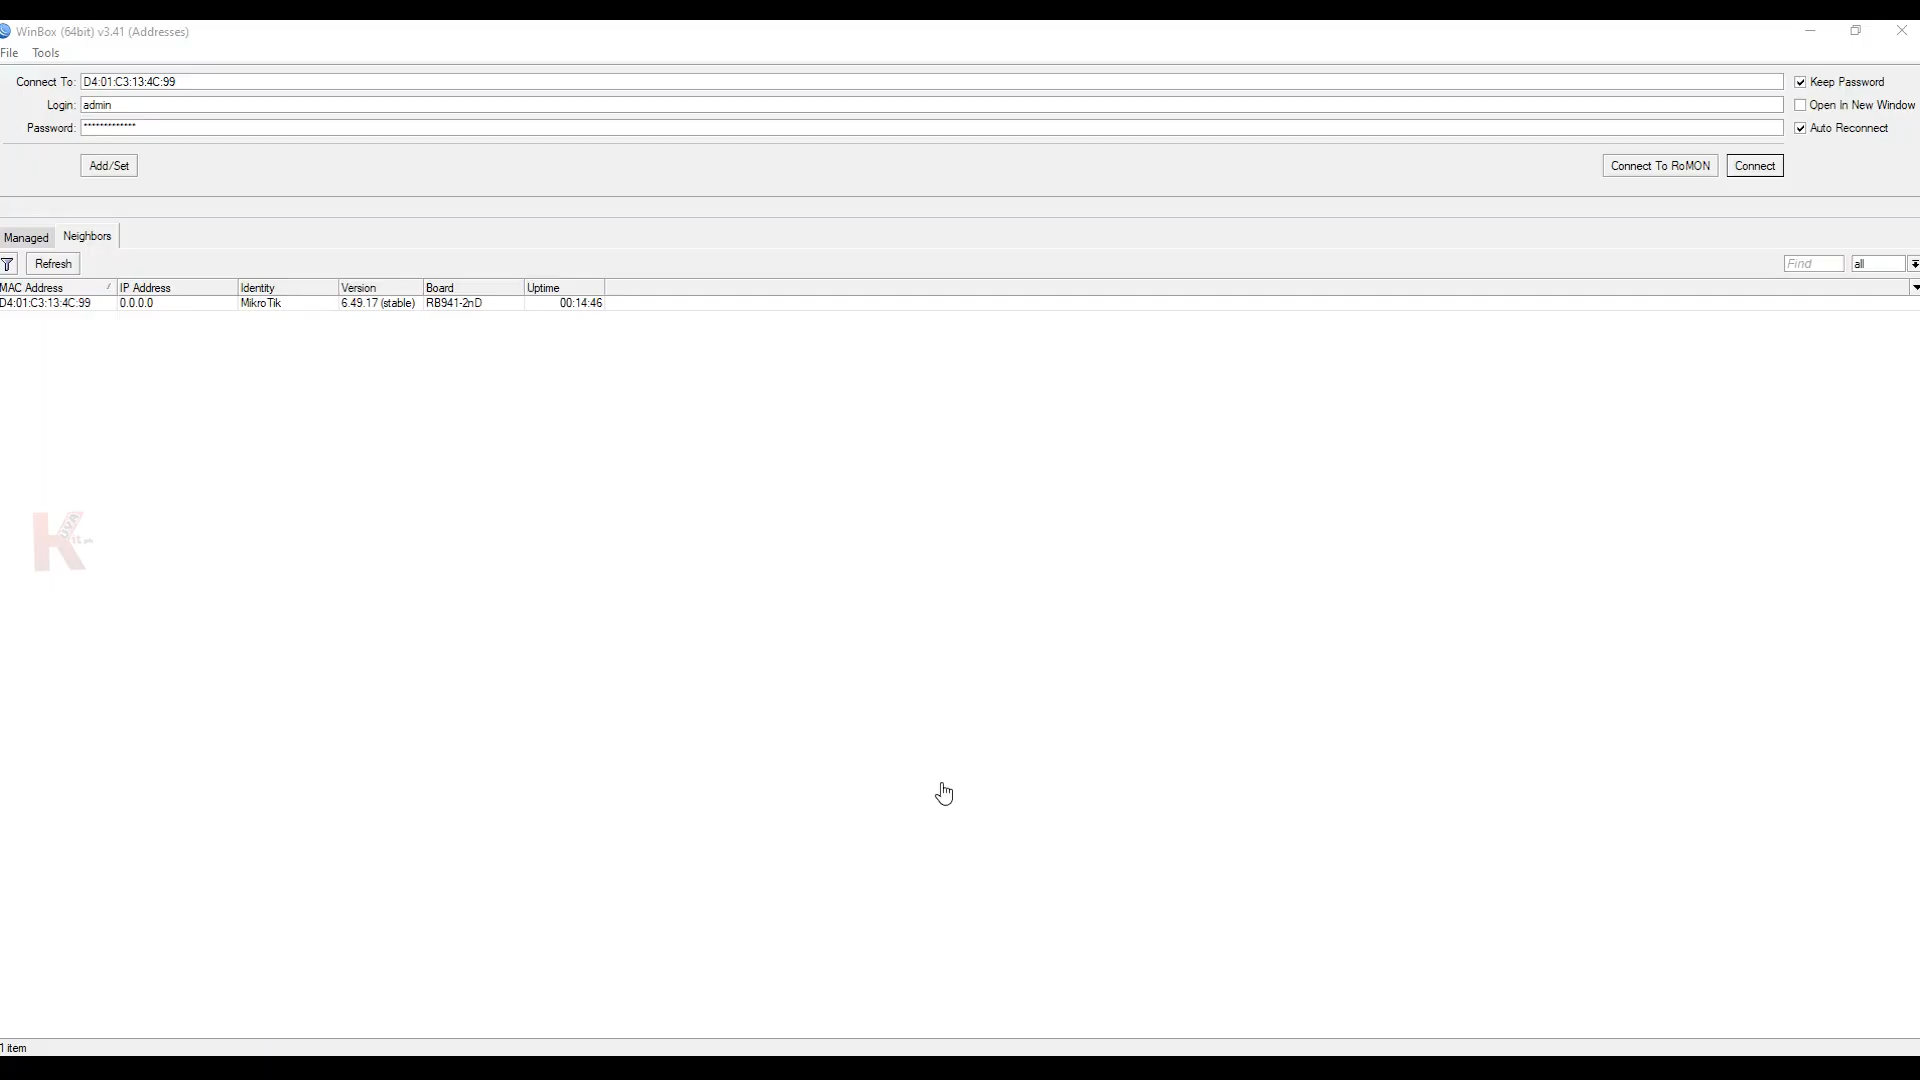 WinBox (64bit) v3.41 (Addresses)
File Tools
Connect To: D4:01:C3:13:4C:99
Keep Password
Login: admin
Open In New Window
Password: *************
Auto Reconnect
Add/Set
Connect To RoMON
Connect
Managed
Neighbors
Refresh
Find
all
MAC Address / IP Address Identity Version Board Uptime
D4:01:C3:13:4C:99 0.0.0.0 MikroTik 6.49.17 (stable) RB941-2nD 00:14:46
1 item